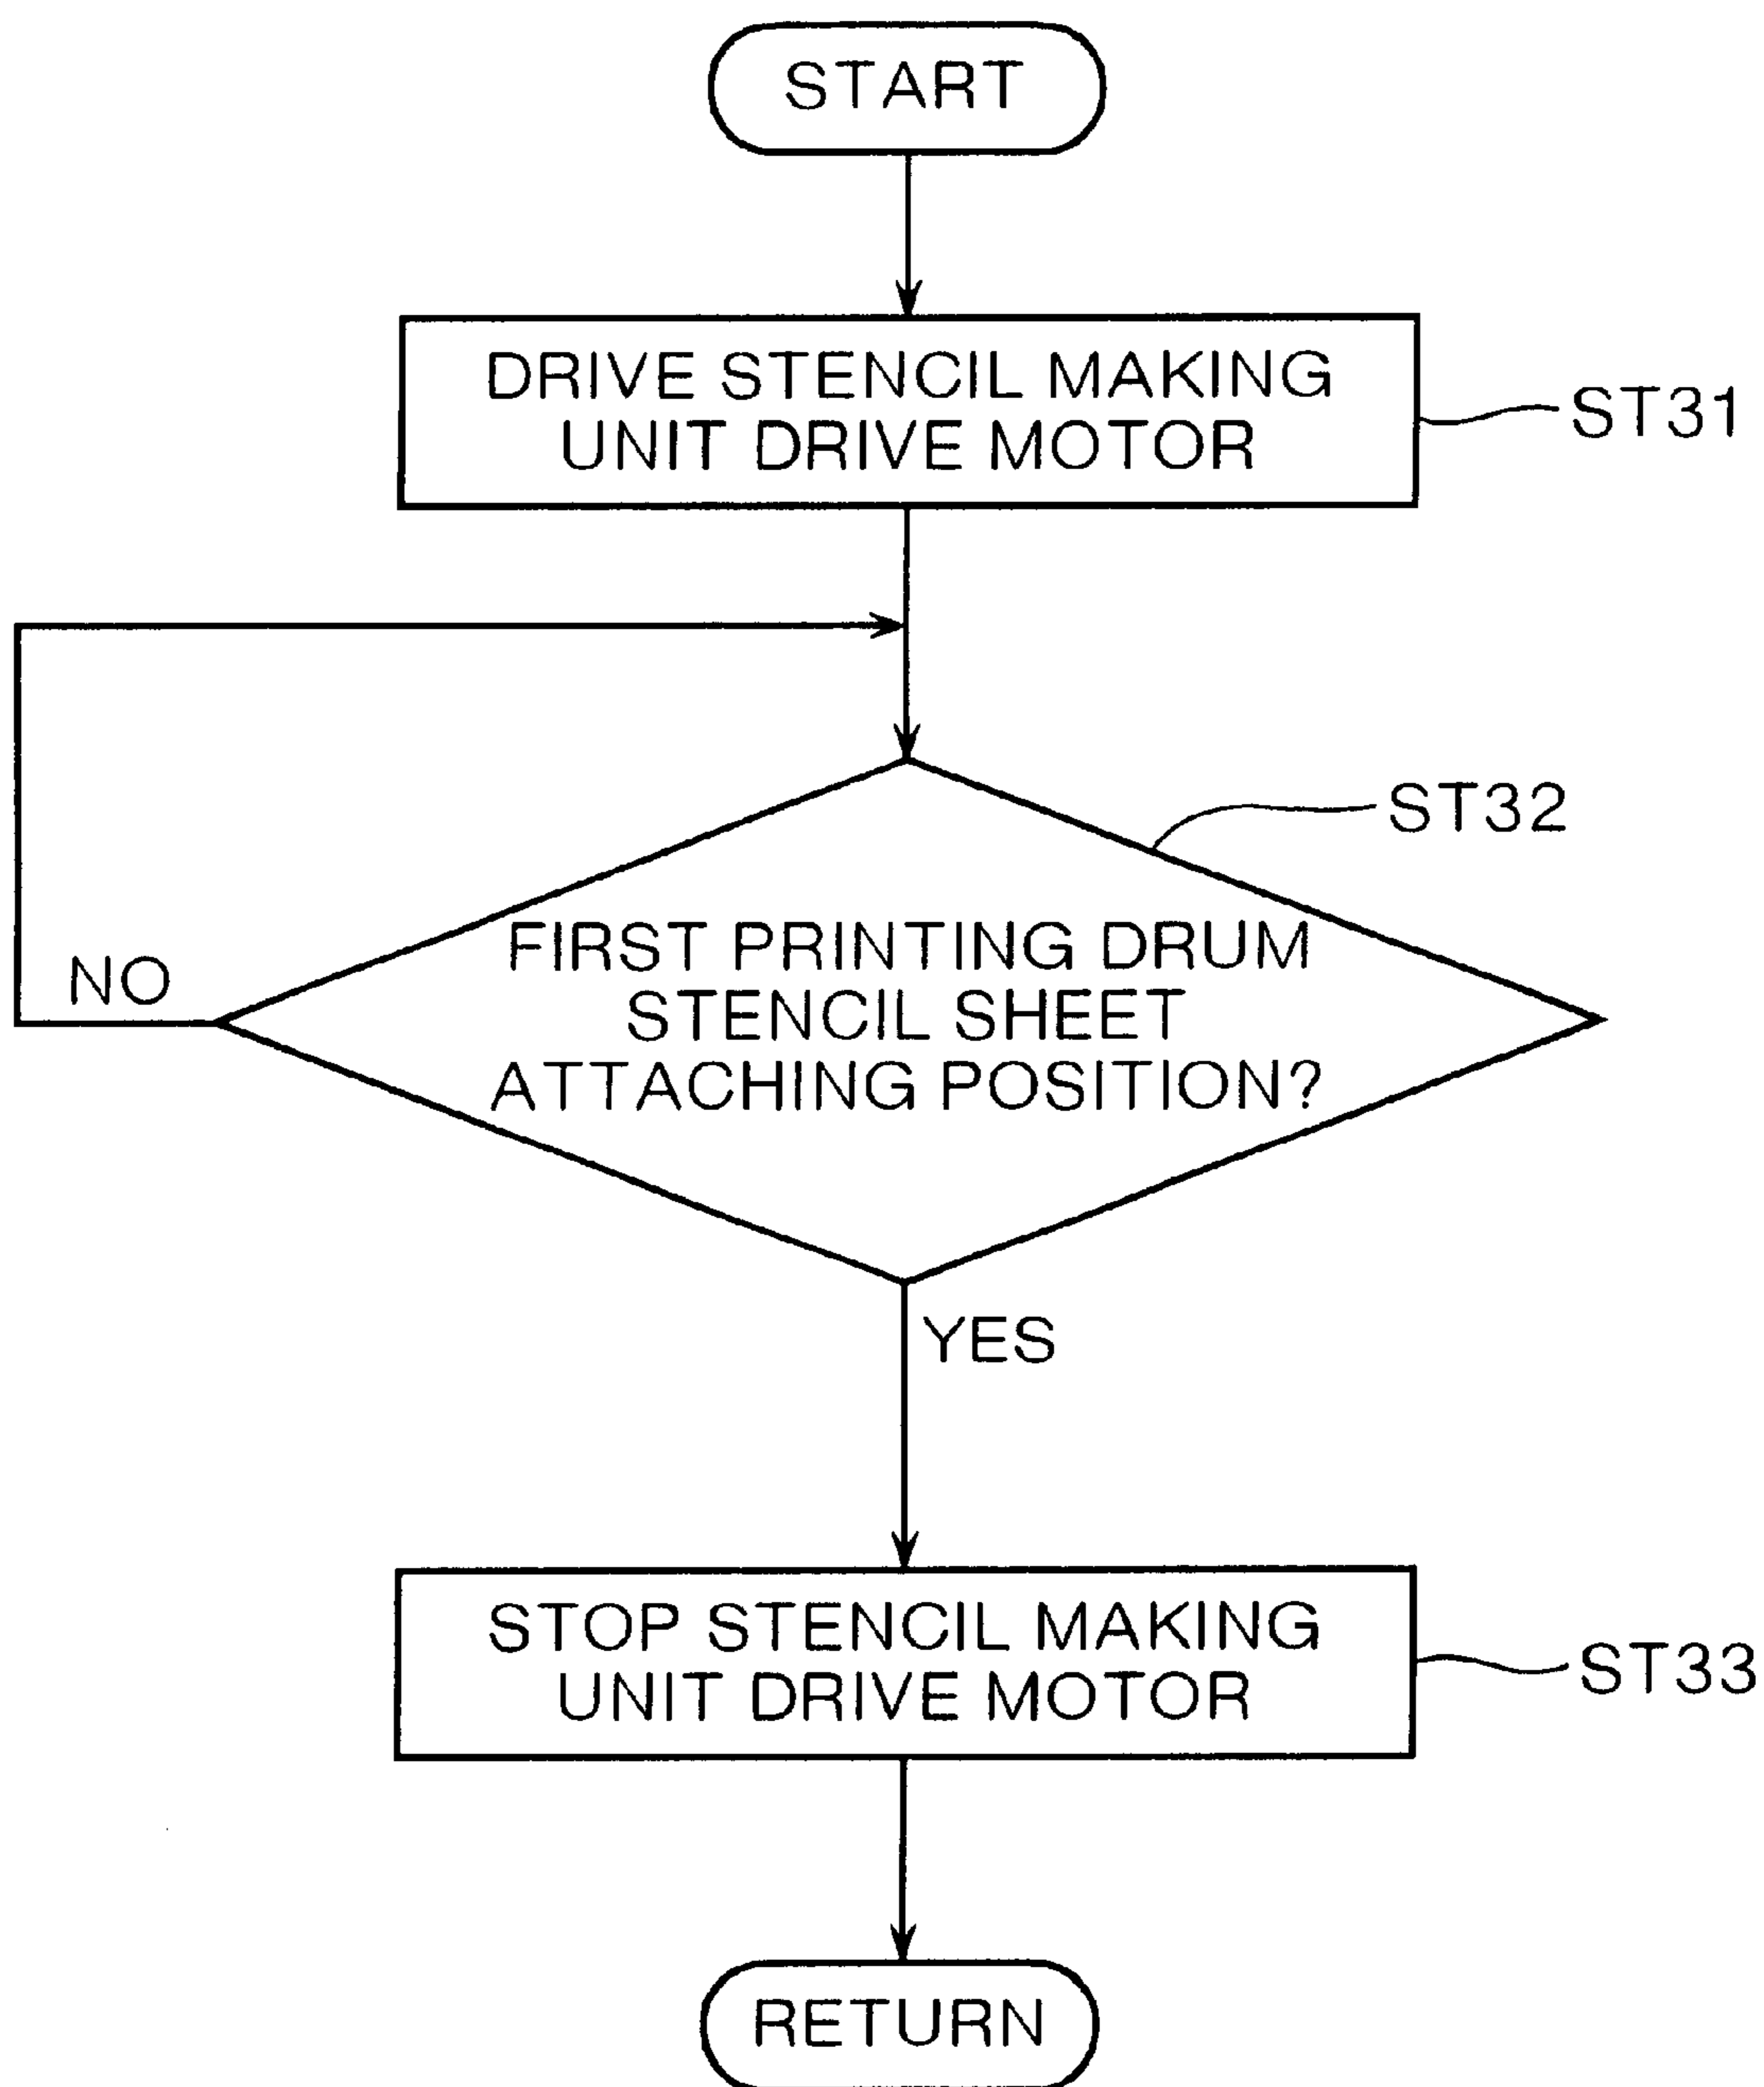 START
DRIVE STENCIL MAKING
UNIT DRIVE MOTOR
ST31
ST32
FIRST PRINTING DRUM
STENCIL SHEET
ATTACHING POSITION?
NO
YES
STOP STENCIL MAKING
UNIT DRIVE MOTOR
ST33
RETURN